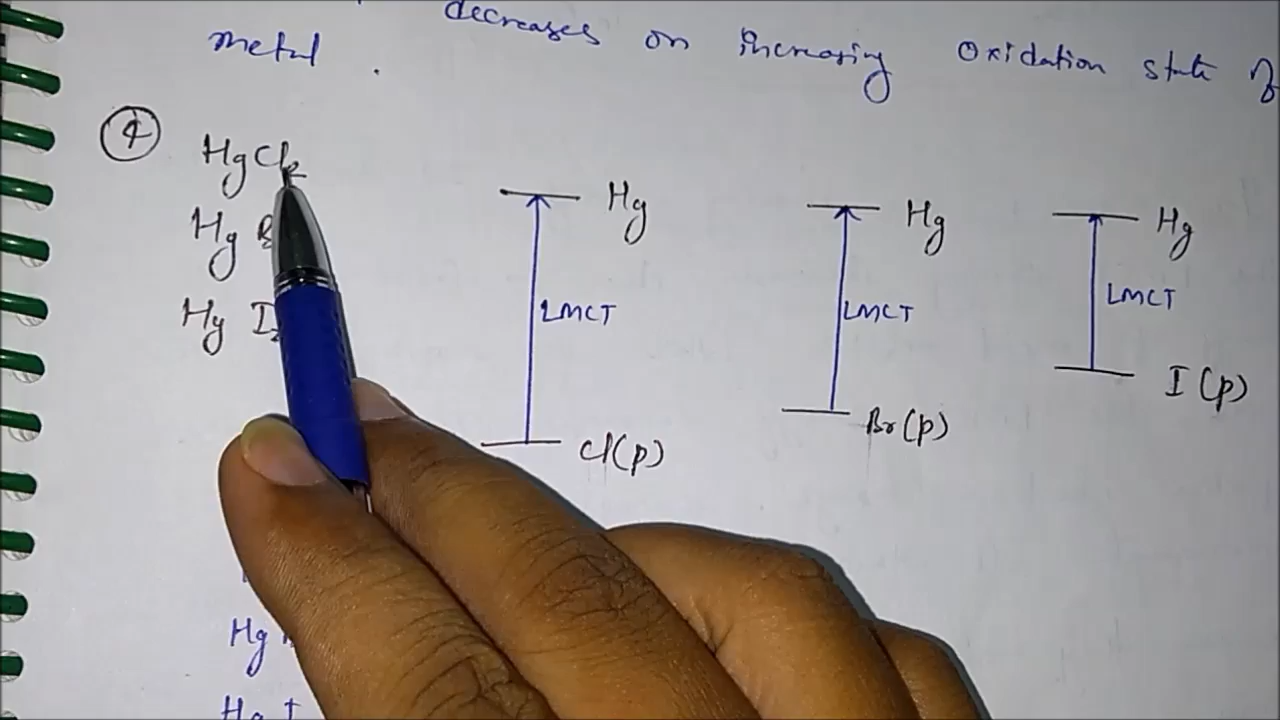 decreases on increasing Oxidation state of
metal.
④
HgCl2
Hg
Hg I2
Hg
LMCT
Cl(p)
Hg
LMCT
Br(p)
Hg
LMCT
I (p)
Hg
Hg I